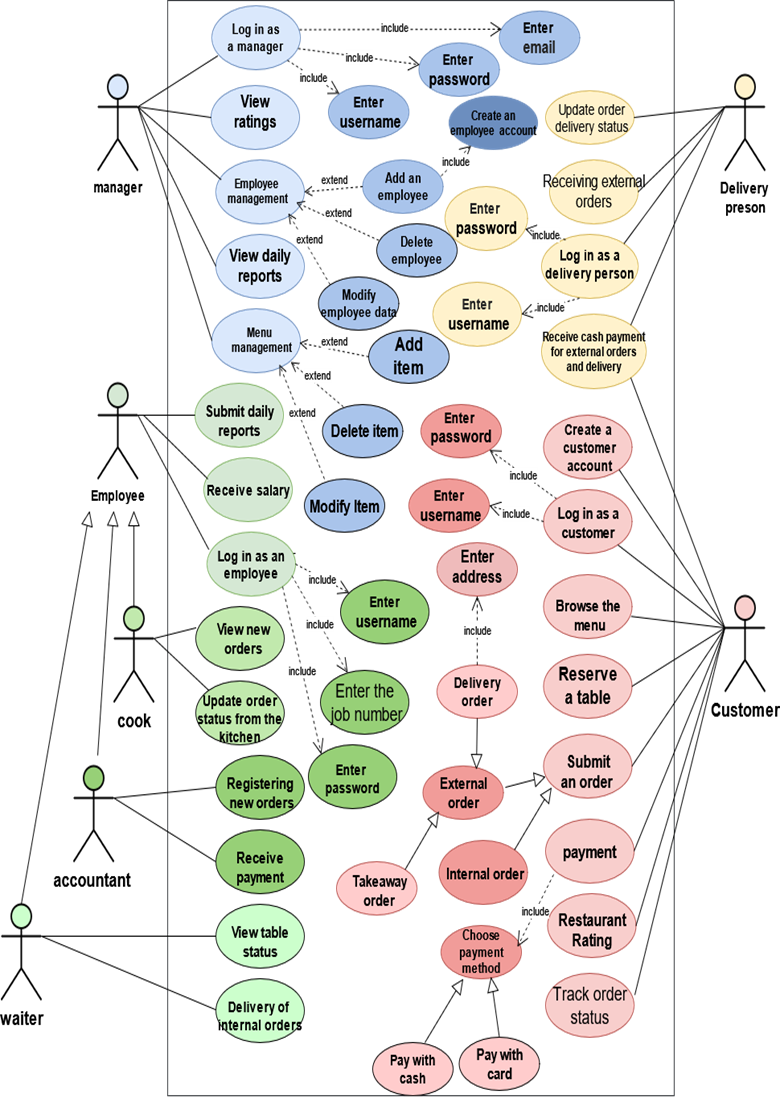 Log in as
a manager
include
Enter
email
include
Enter
password
include
Enter
username
manager
View
ratings
Create an
employee account
include
Update order
delivery status
Delivery
preson
Employee
management
extend
Add an
employee
Receiving external
orders
extend
Delete
employee
Enter
password
include
Log in as a
delivery person
extend
View daily
reports
Modify
employee data
Enter
username
include
Menu
management
extend
Add
item
Receive cash payment
for external orders
and delivery
extend
Delete item
extend
Modify Item
Employee
Submit daily
reports
Receive salary
Log in as an
employee
include
Enter
username
include
Enter the
job number
include
Enter
password
Enter
password
include
Create a
customer
account
Enter
username
include
Log in as a
customer
Enter
address
include
Delivery
order
Browse the
menu
Reserve
a table
Customer
cook
View new
orders
Update order
status from the
kitchen
External
order
Submit
an order
accountant
Registering
new orders
Receive
payment
Takeaway
order
Internal order
payment
include
Choose
payment
method
Restaurant
Rating
waiter
View table
status
Delivery of
internal orders
Track order
status
Pay with
cash
Pay with
card